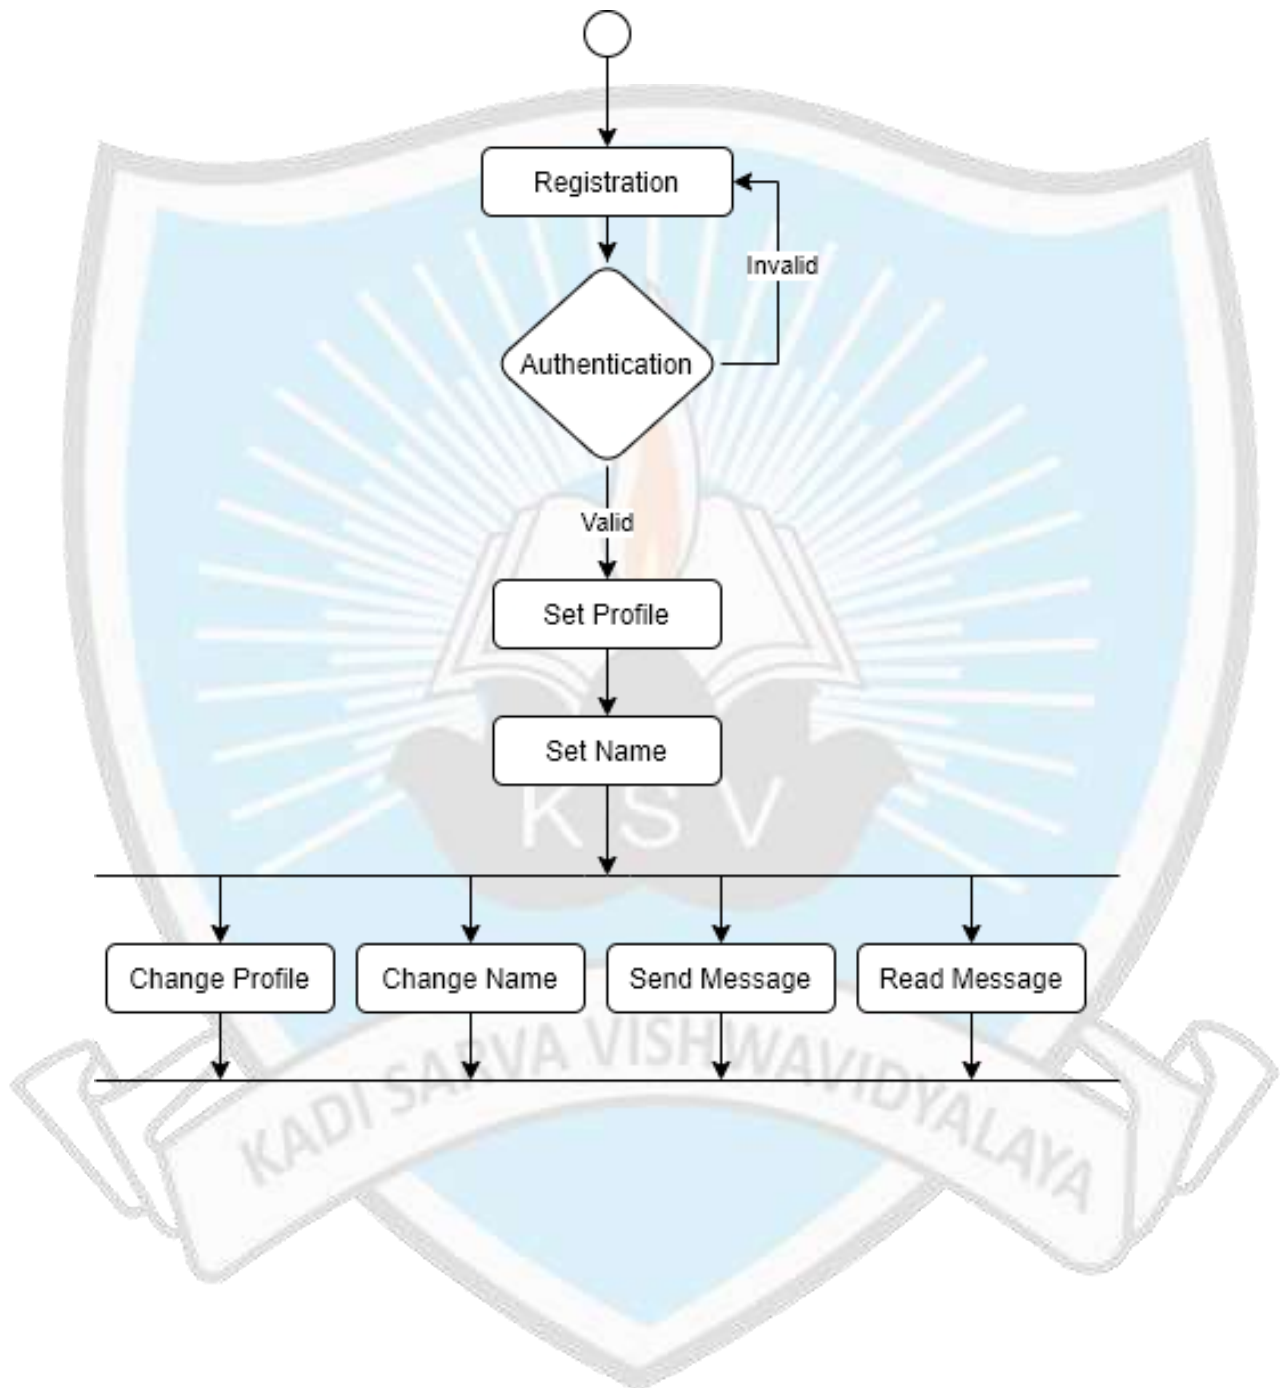 Registration
Invalid
Authentication
Valid
Set Profile
Set Name
K S V
Change Profile
Change Name
Send Message
Read Message
KADI SARVA VISHWAVIDYALAYA